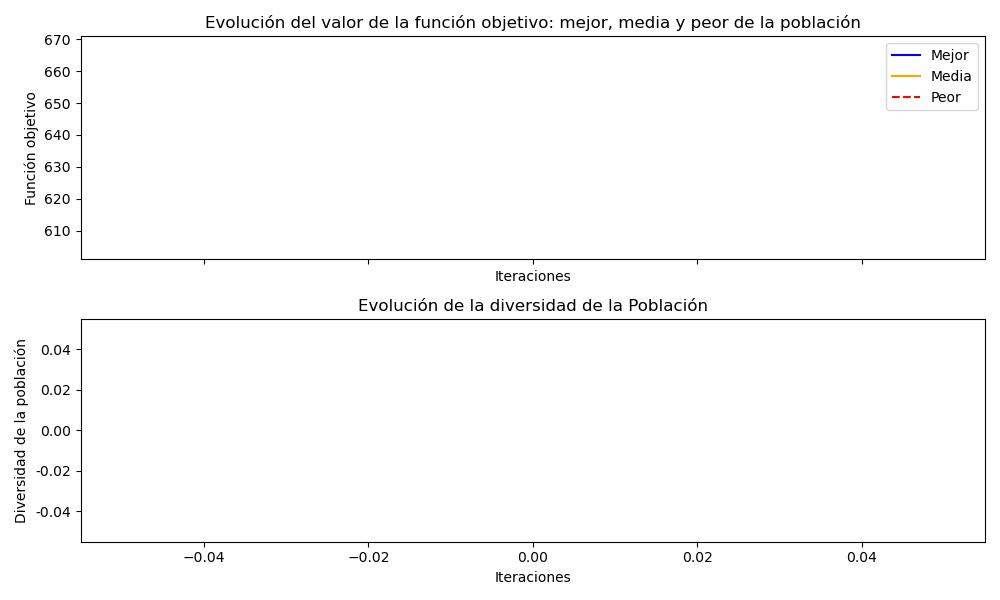 Evolución del valor de la función objetivo: mejor, media y peor de la población
670
660
650
640
630
620
610
Función objetivo
Mejor
Media
Peor
Iteraciones
Evolución de la diversidad de la Población
0.04
0.02
0.00
-0.02
-0.04
Diversidad de la población
−0.04 −0.02 0.00 0.02 0.04
Iteraciones